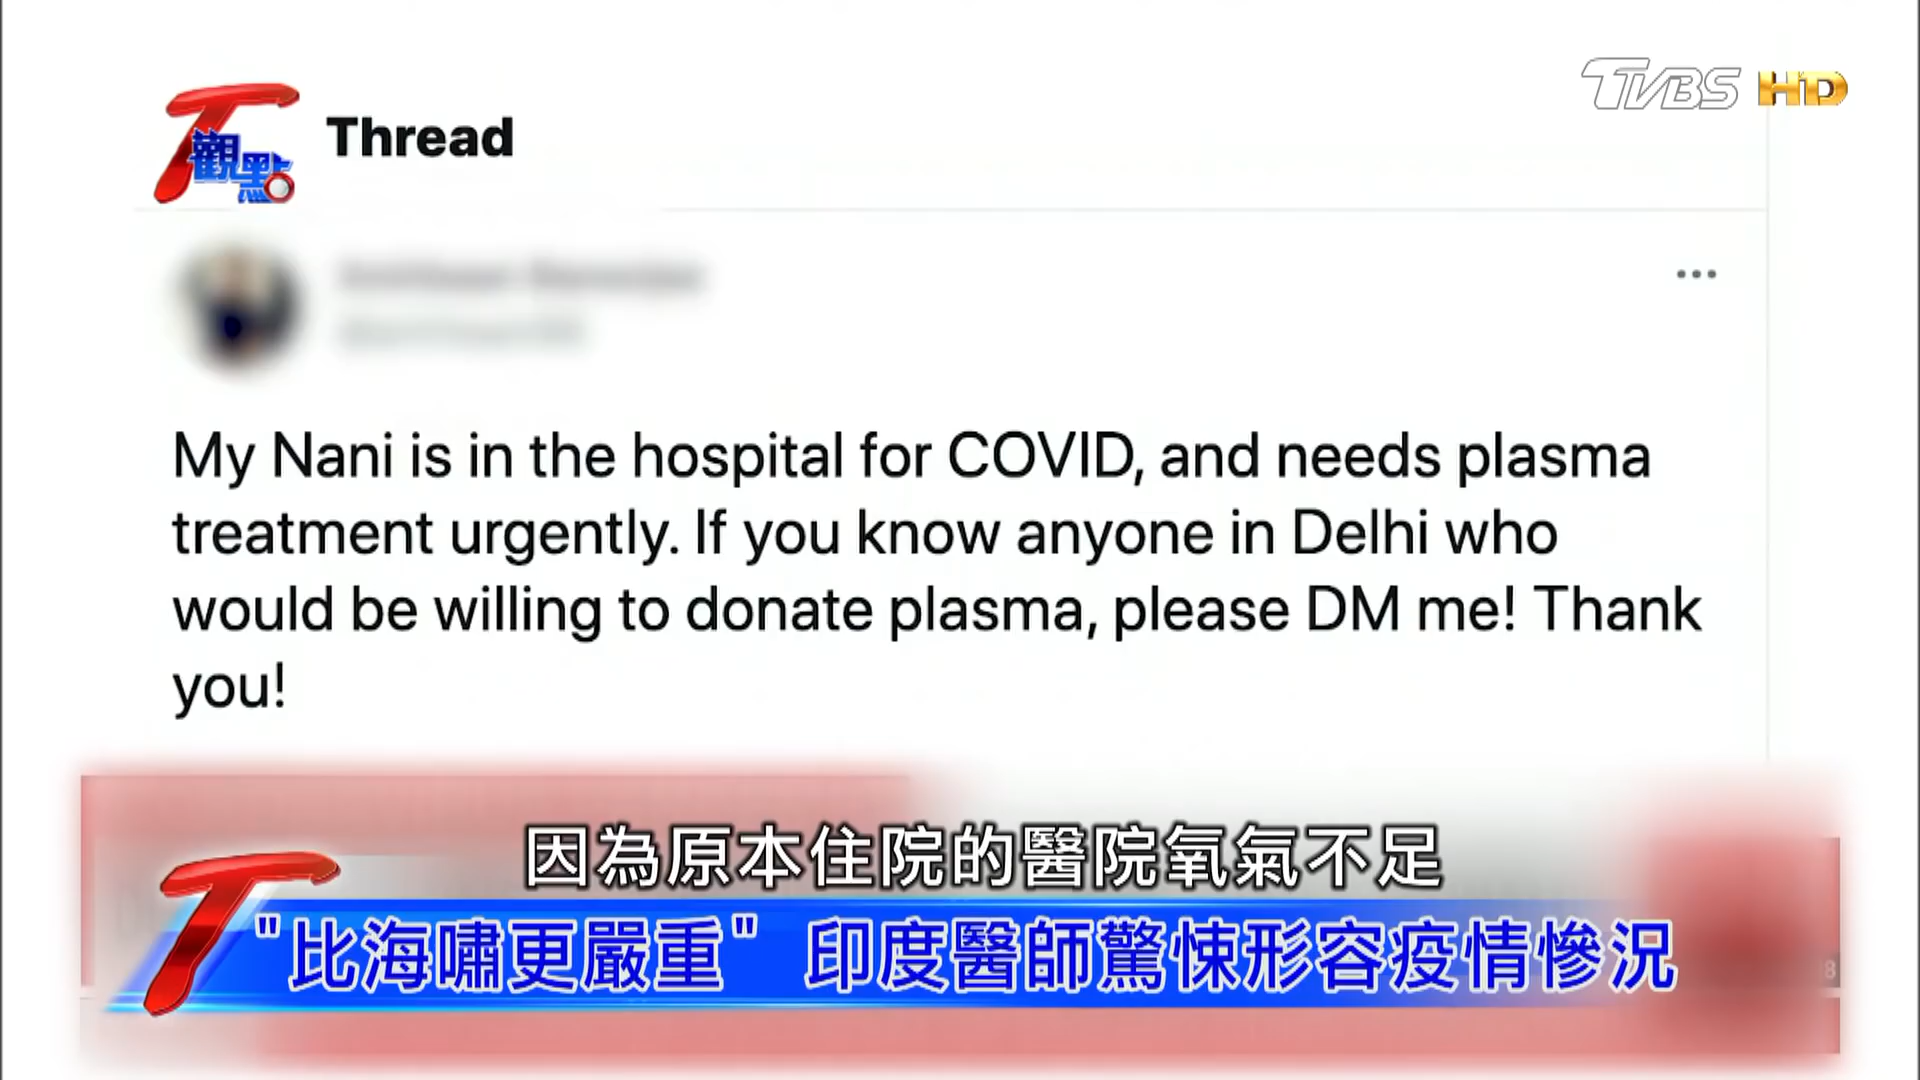 TVBS HD
T觀點
Thread
My Nani is in the hospital for COVID, and needs plasma
treatment urgently. If you know anyone in Delhi who
would be willing to donate plasma, please DM me! Thank
you!
因為原本住院的醫院氧氣不足
"比海嘯更嚴重" 印度醫師驚悚形容疫情慘況